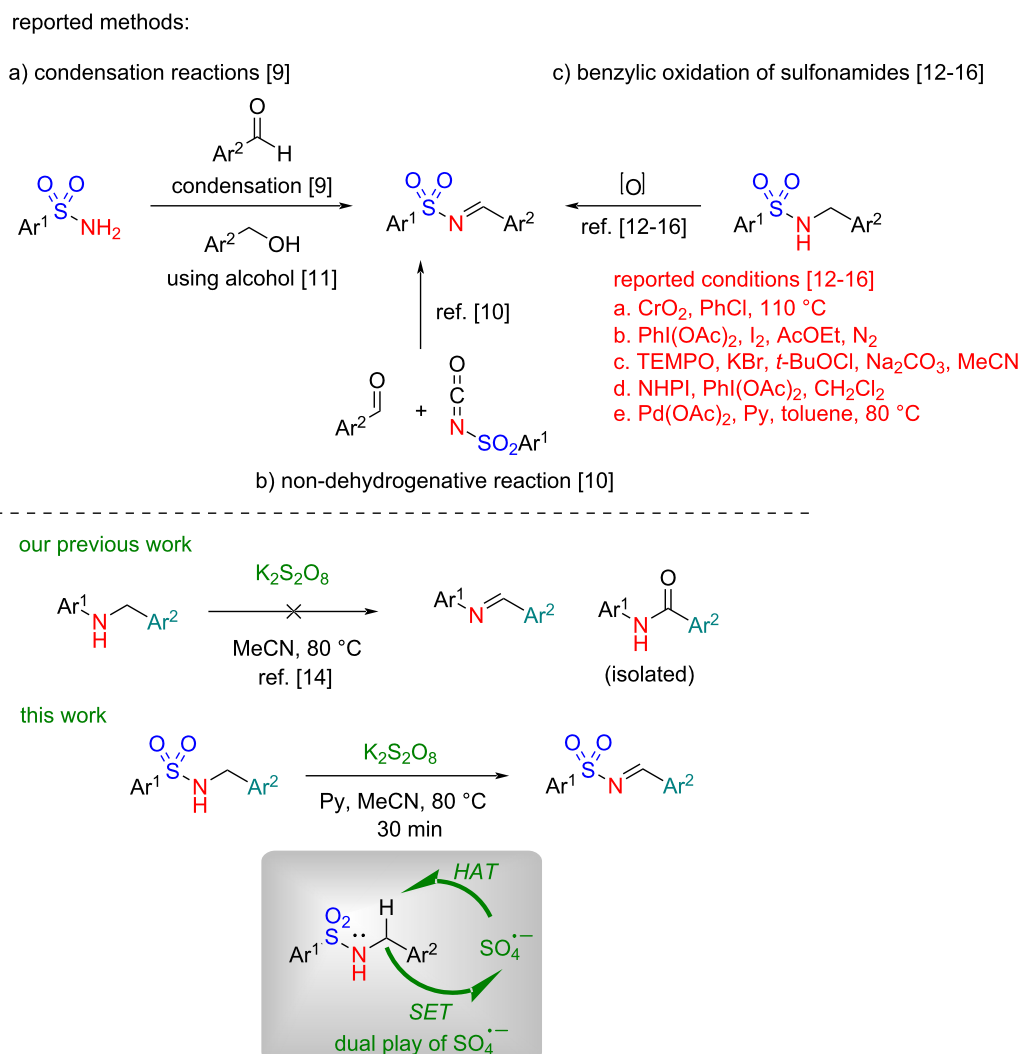 reported methods:
a) condensation reactions [9]
O
Ar² H
condensation [9]
O O
S
Ar¹ NH₂
Ar² OH
using alcohol [11]
O O
S
Ar¹ N Ar²
c) benzylic oxidation of sulfonamides [12-16]
[O]
ref. [12-16]
O O
S
Ar¹ N Ar²
H
reported conditions [12-16]
a. CrO₂, PhCl, 110 °C
b. PhI(OAc)₂, I₂, AcOEt, N₂
c. TEMPO, KBr, t-BuOCl, Na₂CO₃, MeCN
d. NHPI, PhI(OAc)₂, CH₂Cl₂
e. Pd(OAc)₂, Py, toluene, 80 °C
ref. [10]
O
Ar²
+
O
C
N
SO₂Ar¹
b) non-dehydrogenative reaction [10]
our previous work
Ar¹ N Ar²
H
K₂S₂O₈
MeCN, 80 °C
ref. [14]
Ar¹ N Ar²
O
Ar¹ N Ar²
H
(isolated)
this work
O O
S
Ar¹ N Ar²
H
K₂S₂O₈
Py, MeCN, 80 °C
30 min
O O
S
Ar¹ N Ar²
HAT
H
O₂
S
Ar¹ N Ar²
H
SO₄•−
SET
dual play of SO₄•−